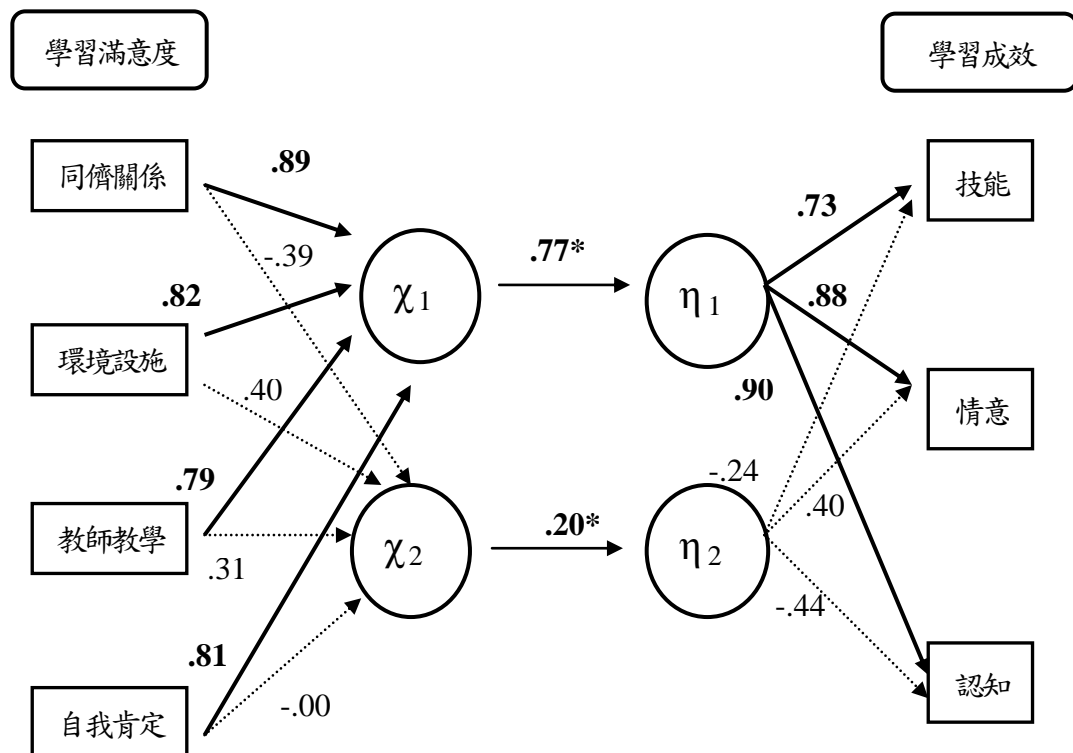 學習滿意度
學習成效
同儕關係
.89
技能
.73
-.39
.77*
χ1
η1
.82
.88
環境設施
.40
.90
情意
.79
-.24
.40
教師教學
.31
χ2
.20*
η2
-.44
.81
-.00
認知
自我肯定